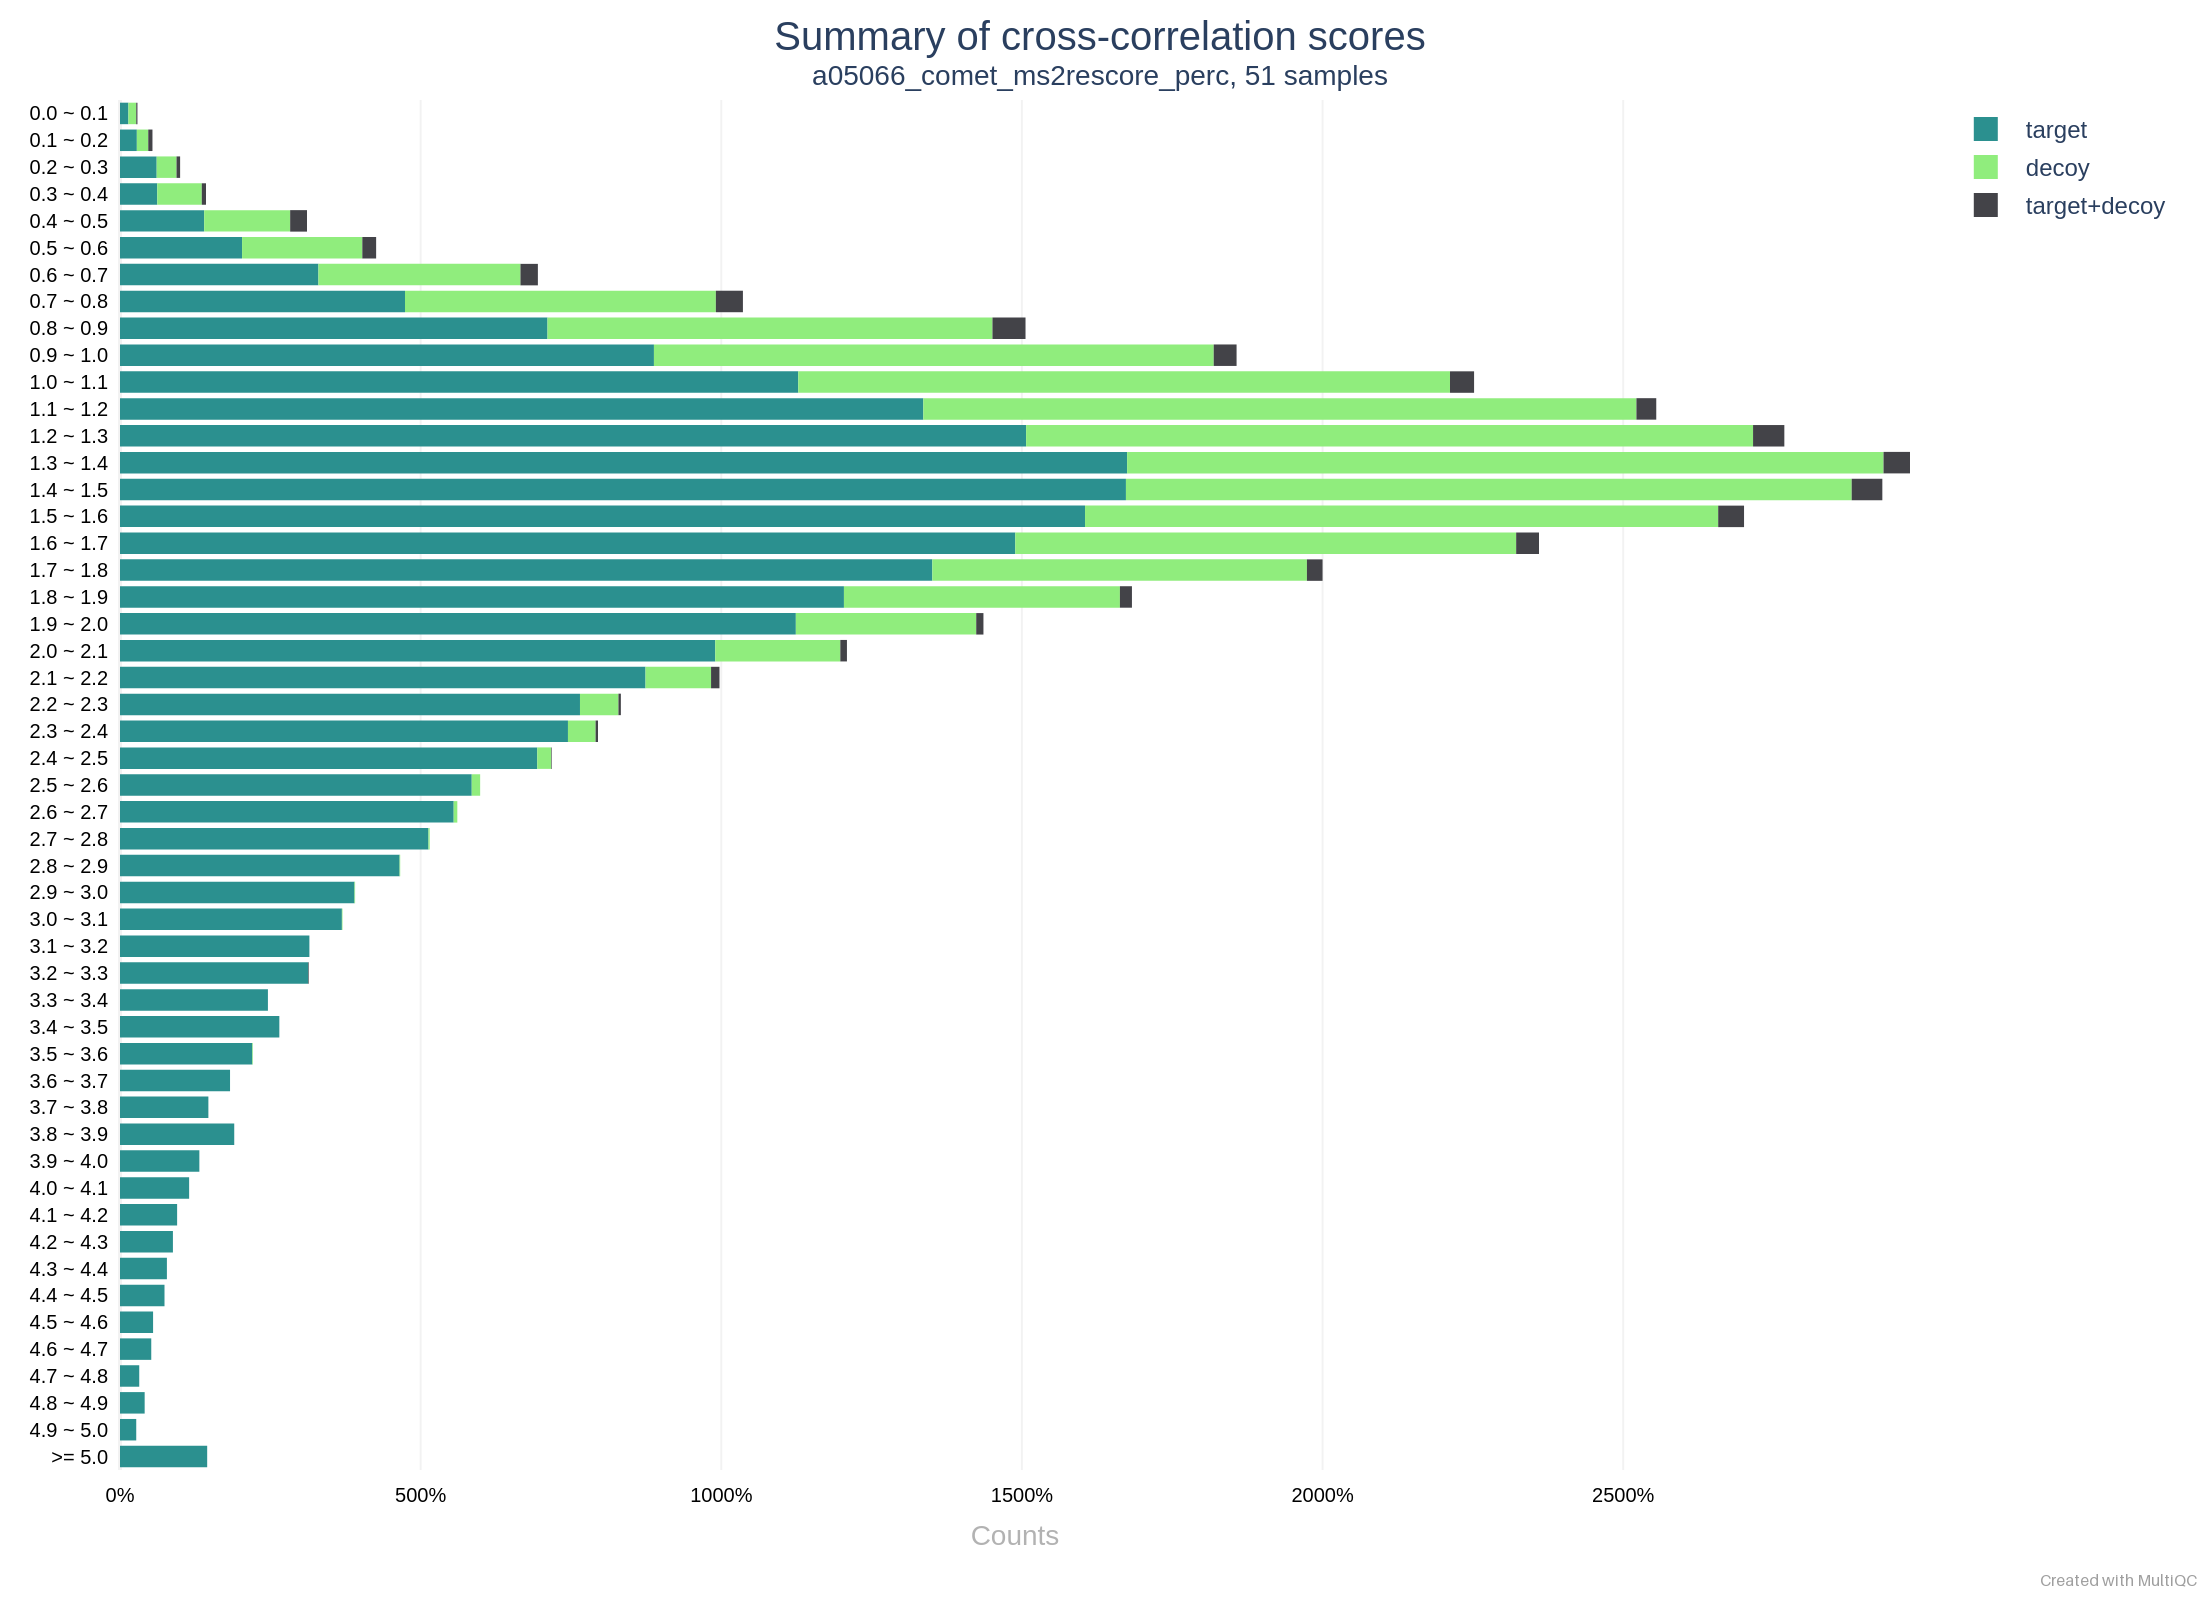 Summary of cross-correlation scores
a05066_comet_ms2rescore_perc, 51 samples
0.0 ~ 0.1
0.1 ~ 0.2
0.2 ~ 0.3
0.3 ~ 0.4
0.4 ~ 0.5
0.5 ~ 0.6
0.6 ~ 0.7
0.7 ~ 0.8
0.8 ~ 0.9
0.9 ~ 1.0
1.0 ~ 1.1
1.1 ~ 1.2
1.2 ~ 1.3
1.3 ~ 1.4
1.4 ~ 1.5
1.5 ~ 1.6
1.6 ~ 1.7
1.7 ~ 1.8
1.8 ~ 1.9
1.9 ~ 2.0
2.0 ~ 2.1
2.1 ~ 2.2
2.2 ~ 2.3
2.3 ~ 2.4
2.4 ~ 2.5
2.5 ~ 2.6
2.6 ~ 2.7
2.7 ~ 2.8
2.8 ~ 2.9
2.9 ~ 3.0
3.0 ~ 3.1
3.1 ~ 3.2
3.2 ~ 3.3
3.3 ~ 3.4
3.4 ~ 3.5
3.5 ~ 3.6
3.6 ~ 3.7
3.7 ~ 3.8
3.8 ~ 3.9
3.9 ~ 4.0
4.0 ~ 4.1
4.1 ~ 4.2
4.2 ~ 4.3
4.3 ~ 4.4
4.4 ~ 4.5
4.5 ~ 4.6
4.6 ~ 4.7
4.7 ~ 4.8
4.8 ~ 4.9
4.9 ~ 5.0
>= 5.0
0% 500% 1000% 1500% 2000% 2500%
Counts
target
decoy
target+decoy
Created with MultiQC